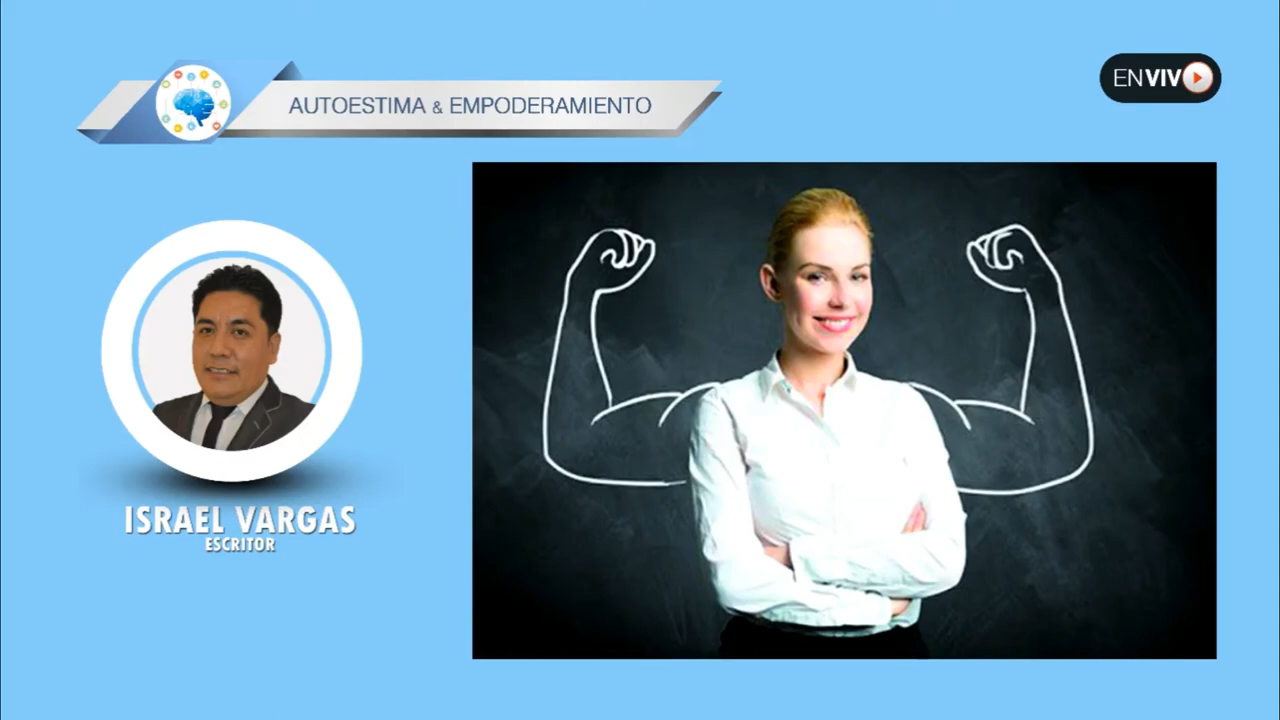 AUTOESTIMA & EMPODERAMIENTO
ENVIVO
ISRAEL VARGAS
ESCRITOR